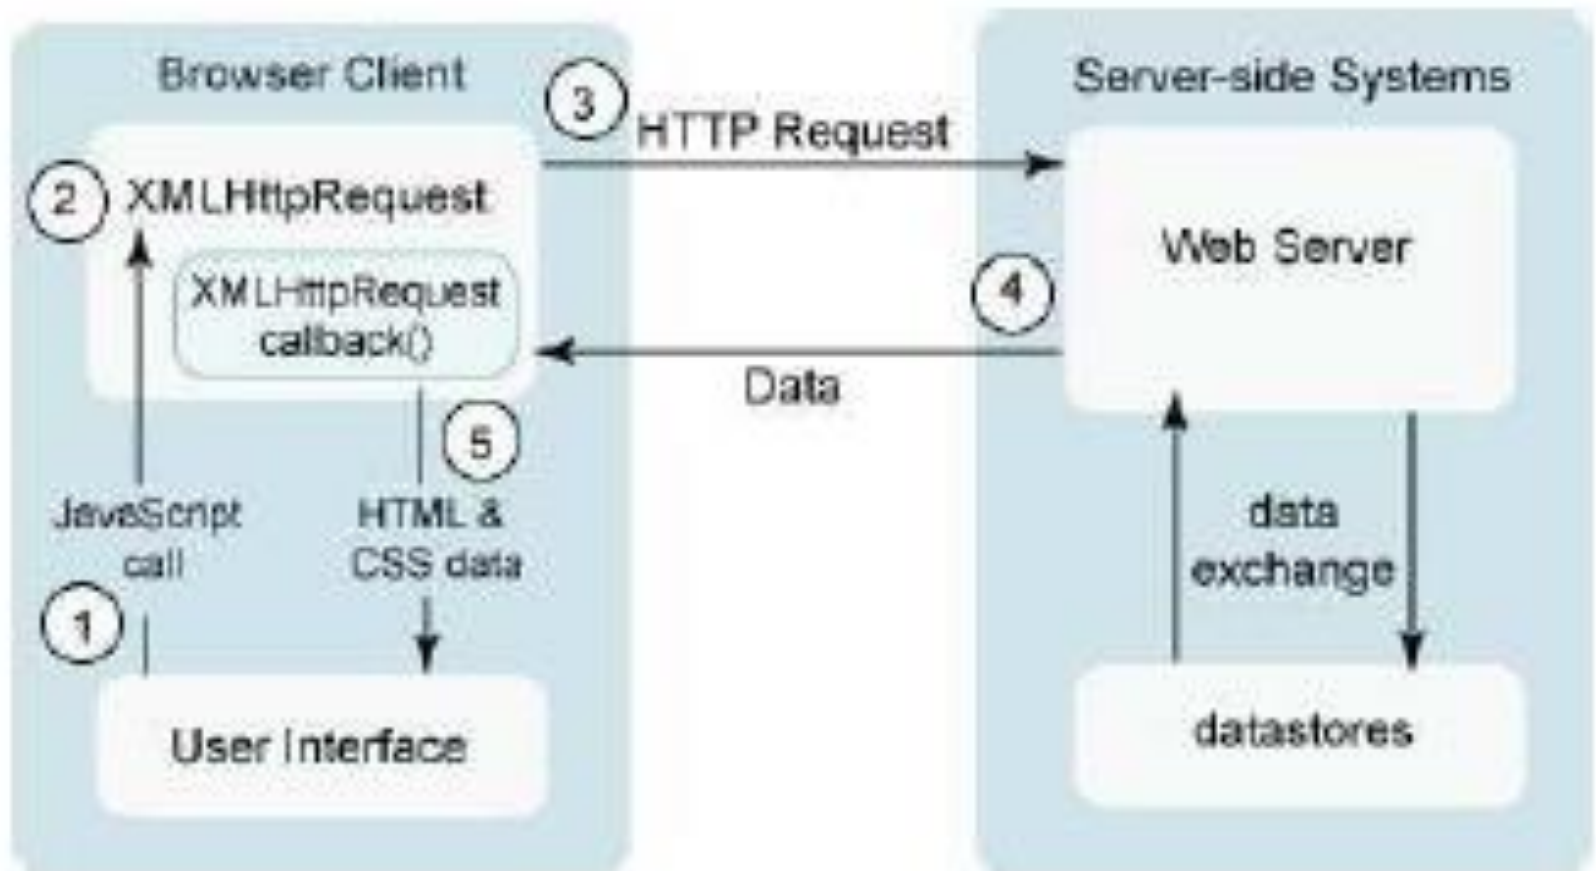 Browser Client
Server-side Systems
3
HTTP Request
2
XMLHttpRequest
Web Server
XMLHttpRequest
callback()
4
Data
5
JavaScript
call
HTML &
CSS data
data
exchange
1
User Interface
datastores